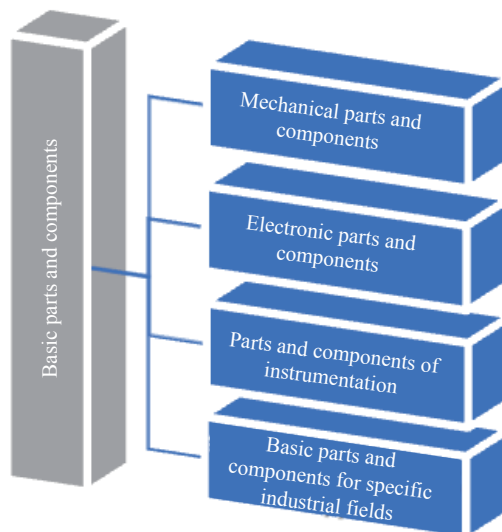 Basic parts and components
Mechanical parts and
components
Electronic parts and
components
Parts and components of
instrumentation
Basic parts and
components for specific
industrial fields